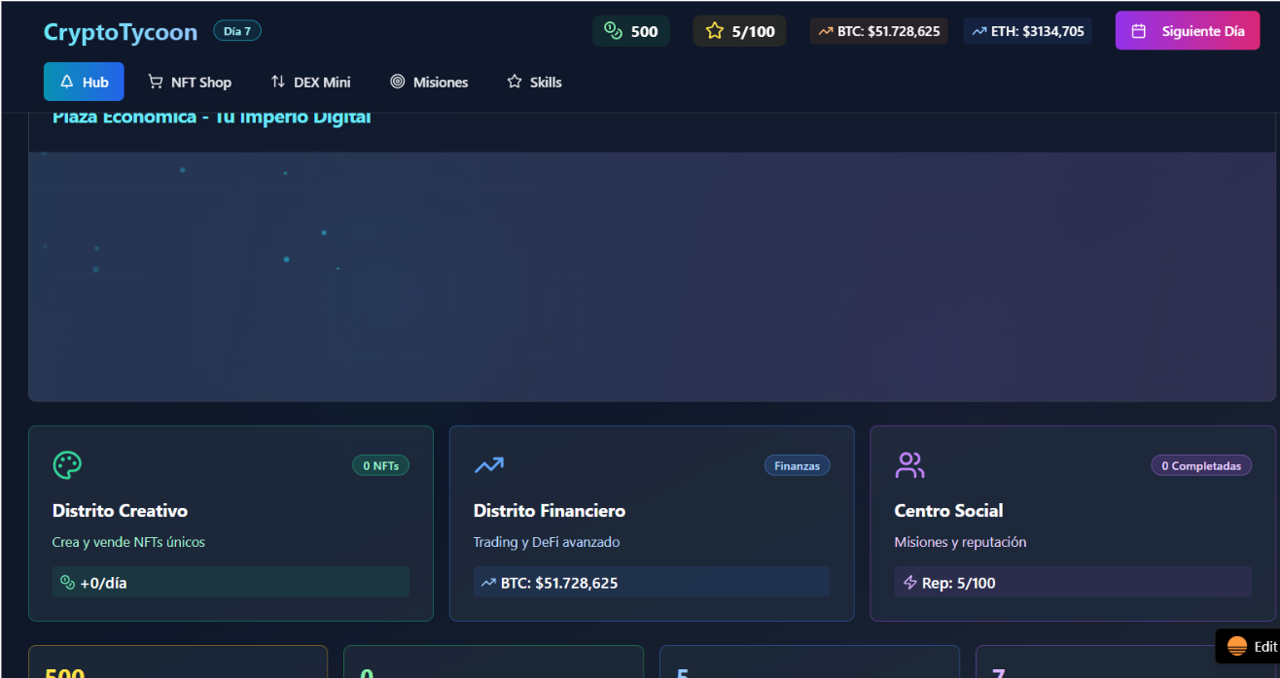 CryptoTycoon Día 7 500 5/100 BTC: $51.728,625 ETH: $3134,705 Siguiente Día
Hub NFT Shop DEX Mini Misiones Skills
Plaza Económica - Tu Imperio Digital
0 NFTs Finanzas 0 Completadas
Distrito Creativo Distrito Financiero Centro Social
Crea y vende NFTs únicos Trading y DeFi avanzado Misiones y reputación
+0/día BTC: $51.728,625 Rep: 5/100
Edit
500 0 5 7